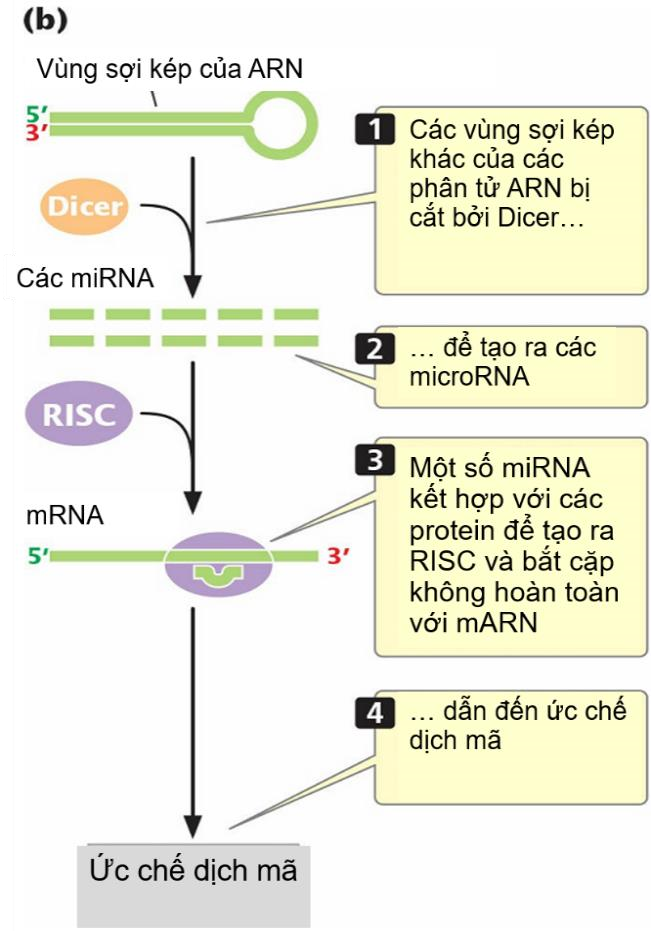 (b)
Vùng sợi kép của ARN
5′
3′
1 Các vùng sợi kép
khác của các
phân tử ARN bị
cắt bởi Dicer…
Dicer
Các miRNA
2 … để tạo ra các
microRNA
RISC
3 Một số miRNA
kết hợp với các
protein để tạo ra
RISC và bắt cặp
không hoàn toàn
với mARN
mRNA
5′ 3′
4 … dẫn đến ức chế
dịch mã
Ức chế dịch mã